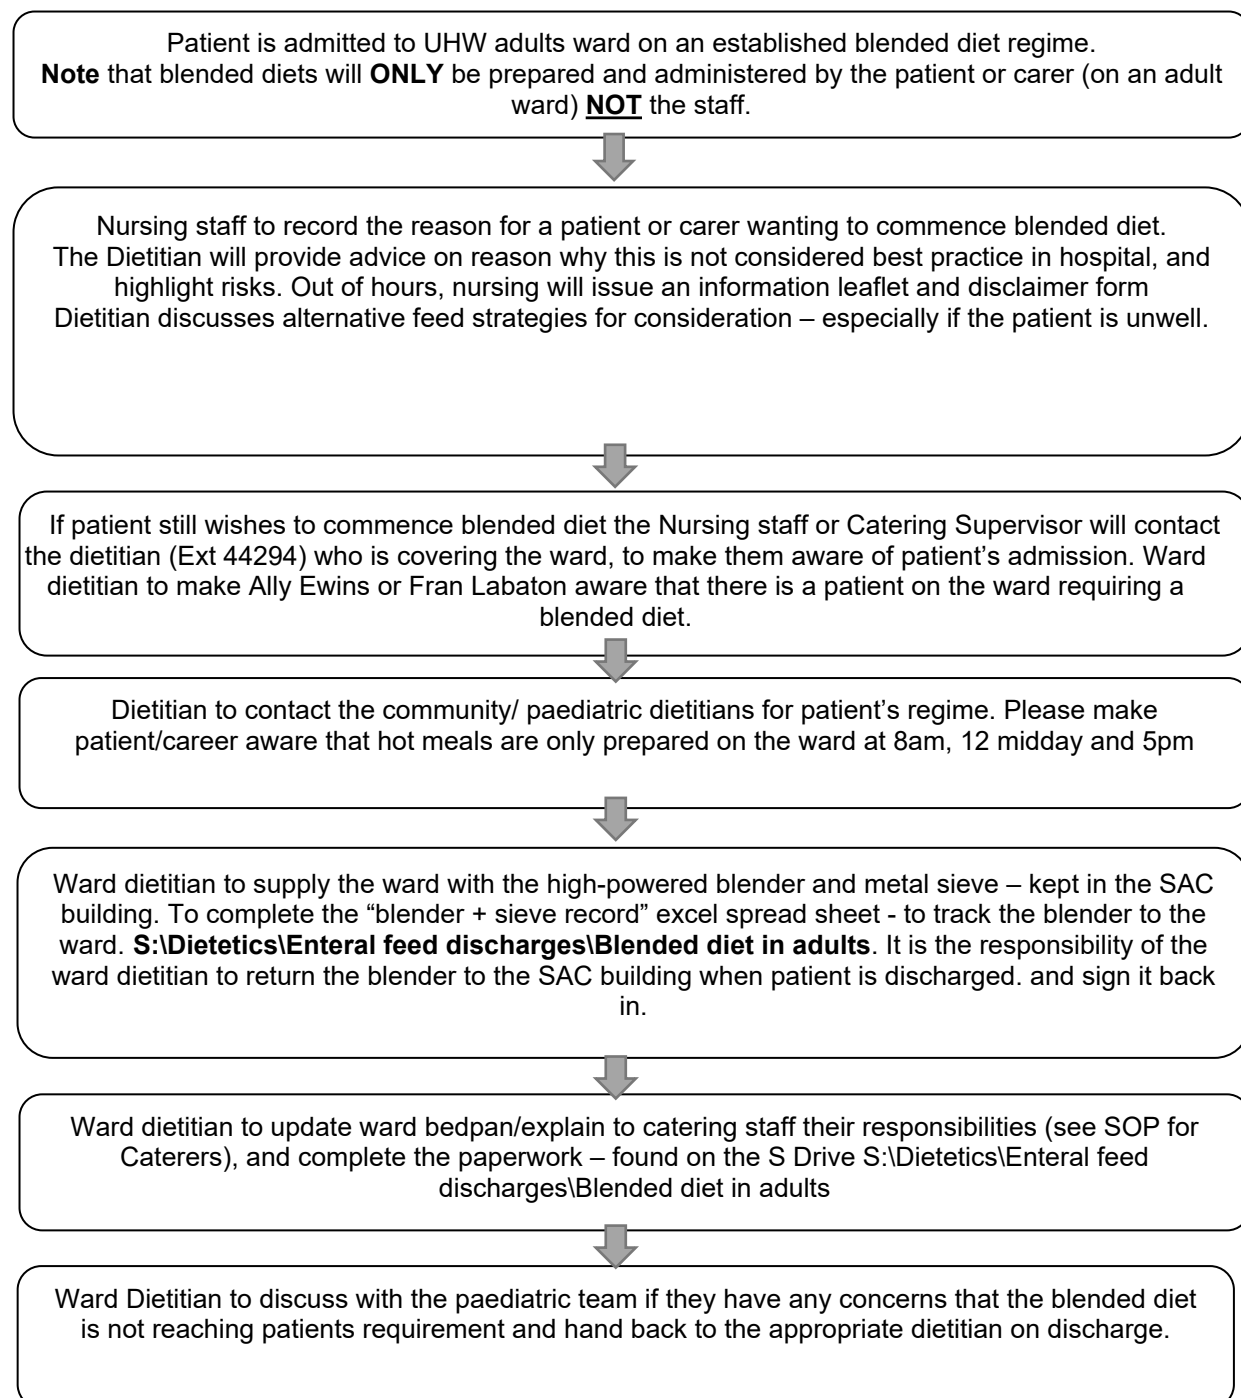 Patient is admitted to UHW adults ward on an established blended diet regime.
Note that blended diets will ONLY be prepared and administered by the patient or carer (on an adult
ward) NOT the staff.
Nursing staff to record the reason for a patient or carer wanting to commence blended diet.
The Dietitian will provide advice on reason why this is not considered best practice in hospital, and
highlight risks. Out of hours, nursing will issue an information leaflet and disclaimer form
Dietitian discusses alternative feed strategies for consideration – especially if the patient is unwell.
If patient still wishes to commence blended diet the Nursing staff or Catering Supervisor will contact
the dietitian (Ext 44294) who is covering the ward, to make them aware of patient's admission. Ward
dietitian to make Ally Ewins or Fran Labaton aware that there is a patient on the ward requiring a
blended diet.
Dietitian to contact the community/ paediatric dietitians for patient's regime. Please make
patient/career aware that hot meals are only prepared on the ward at 8am, 12 midday and 5pm
Ward dietitian to supply the ward with the high-powered blender and metal sieve – kept in the SAC
building. To complete the “blender + sieve record” excel spread sheet - to track the blender to the
ward. S:\Dietetics\Enteral feed discharges\Blended diet in adults. It is the responsibility of the
ward dietitian to return the blender to the SAC building when patient is discharged. and sign it back
in.
Ward dietitian to update ward bedpan/explain to catering staff their responsibilities (see SOP for
Caterers), and complete the paperwork – found on the S Drive S:\Dietetics\Enteral feed
discharges\Blended diet in adults
Ward Dietitian to discuss with the paediatric team if they have any concerns that the blended diet
is not reaching patients requirement and hand back to the appropriate dietitian on discharge.